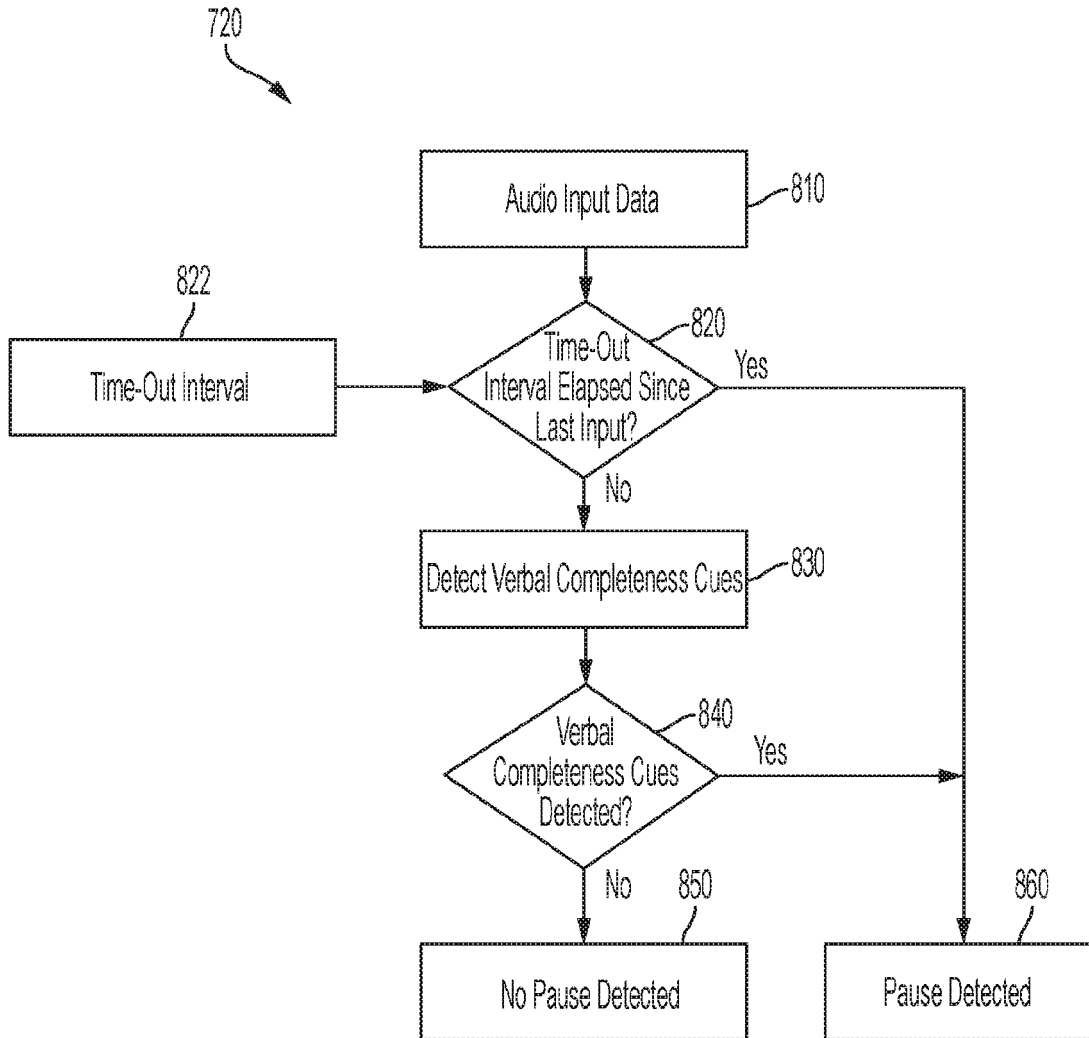 720
Audio Input Data
810
822
Time-Out Interval
820
Time-Out
Interval Elapsed Since
Last Input?
Yes
No
Detect Verbal Completeness Cues
830
840
Verbal
Completeness Cues
Detected?
Yes
No
850
No Pause Detected
860
Pause Detected